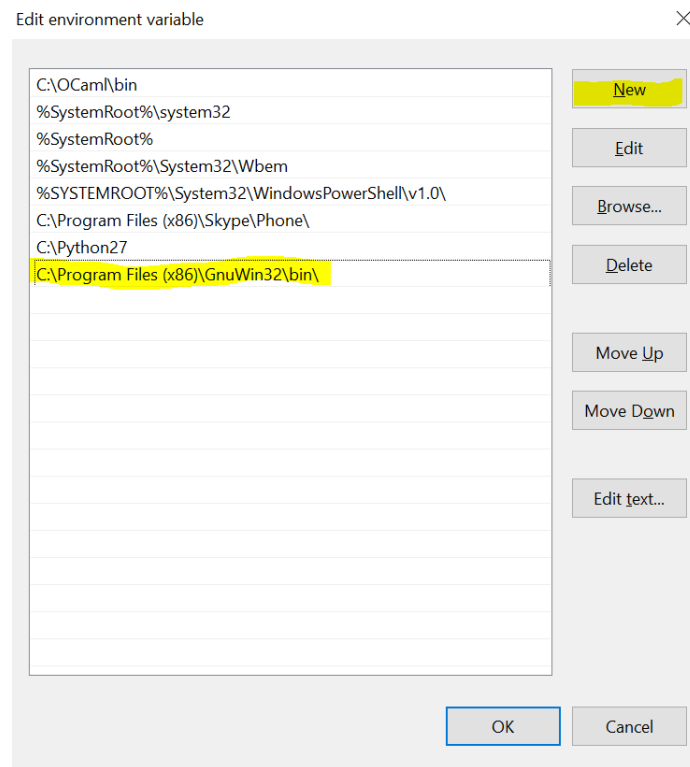 Edit environment variable
C:\OCaml\bin
%SystemRoot%\system32
%SystemRoot%
%SystemRoot%\System32\Wbem
%SYSTEMROOT%\System32\WindowsPowerShell\v1.0\
C:\Program Files (x86)\Skype\Phone\
C:\Python27
C:\Program Files (x86)\GnuWin32\bin\
New
Edit
Browse...
Delete
Move Up
Move Down
Edit text...
OK
Cancel